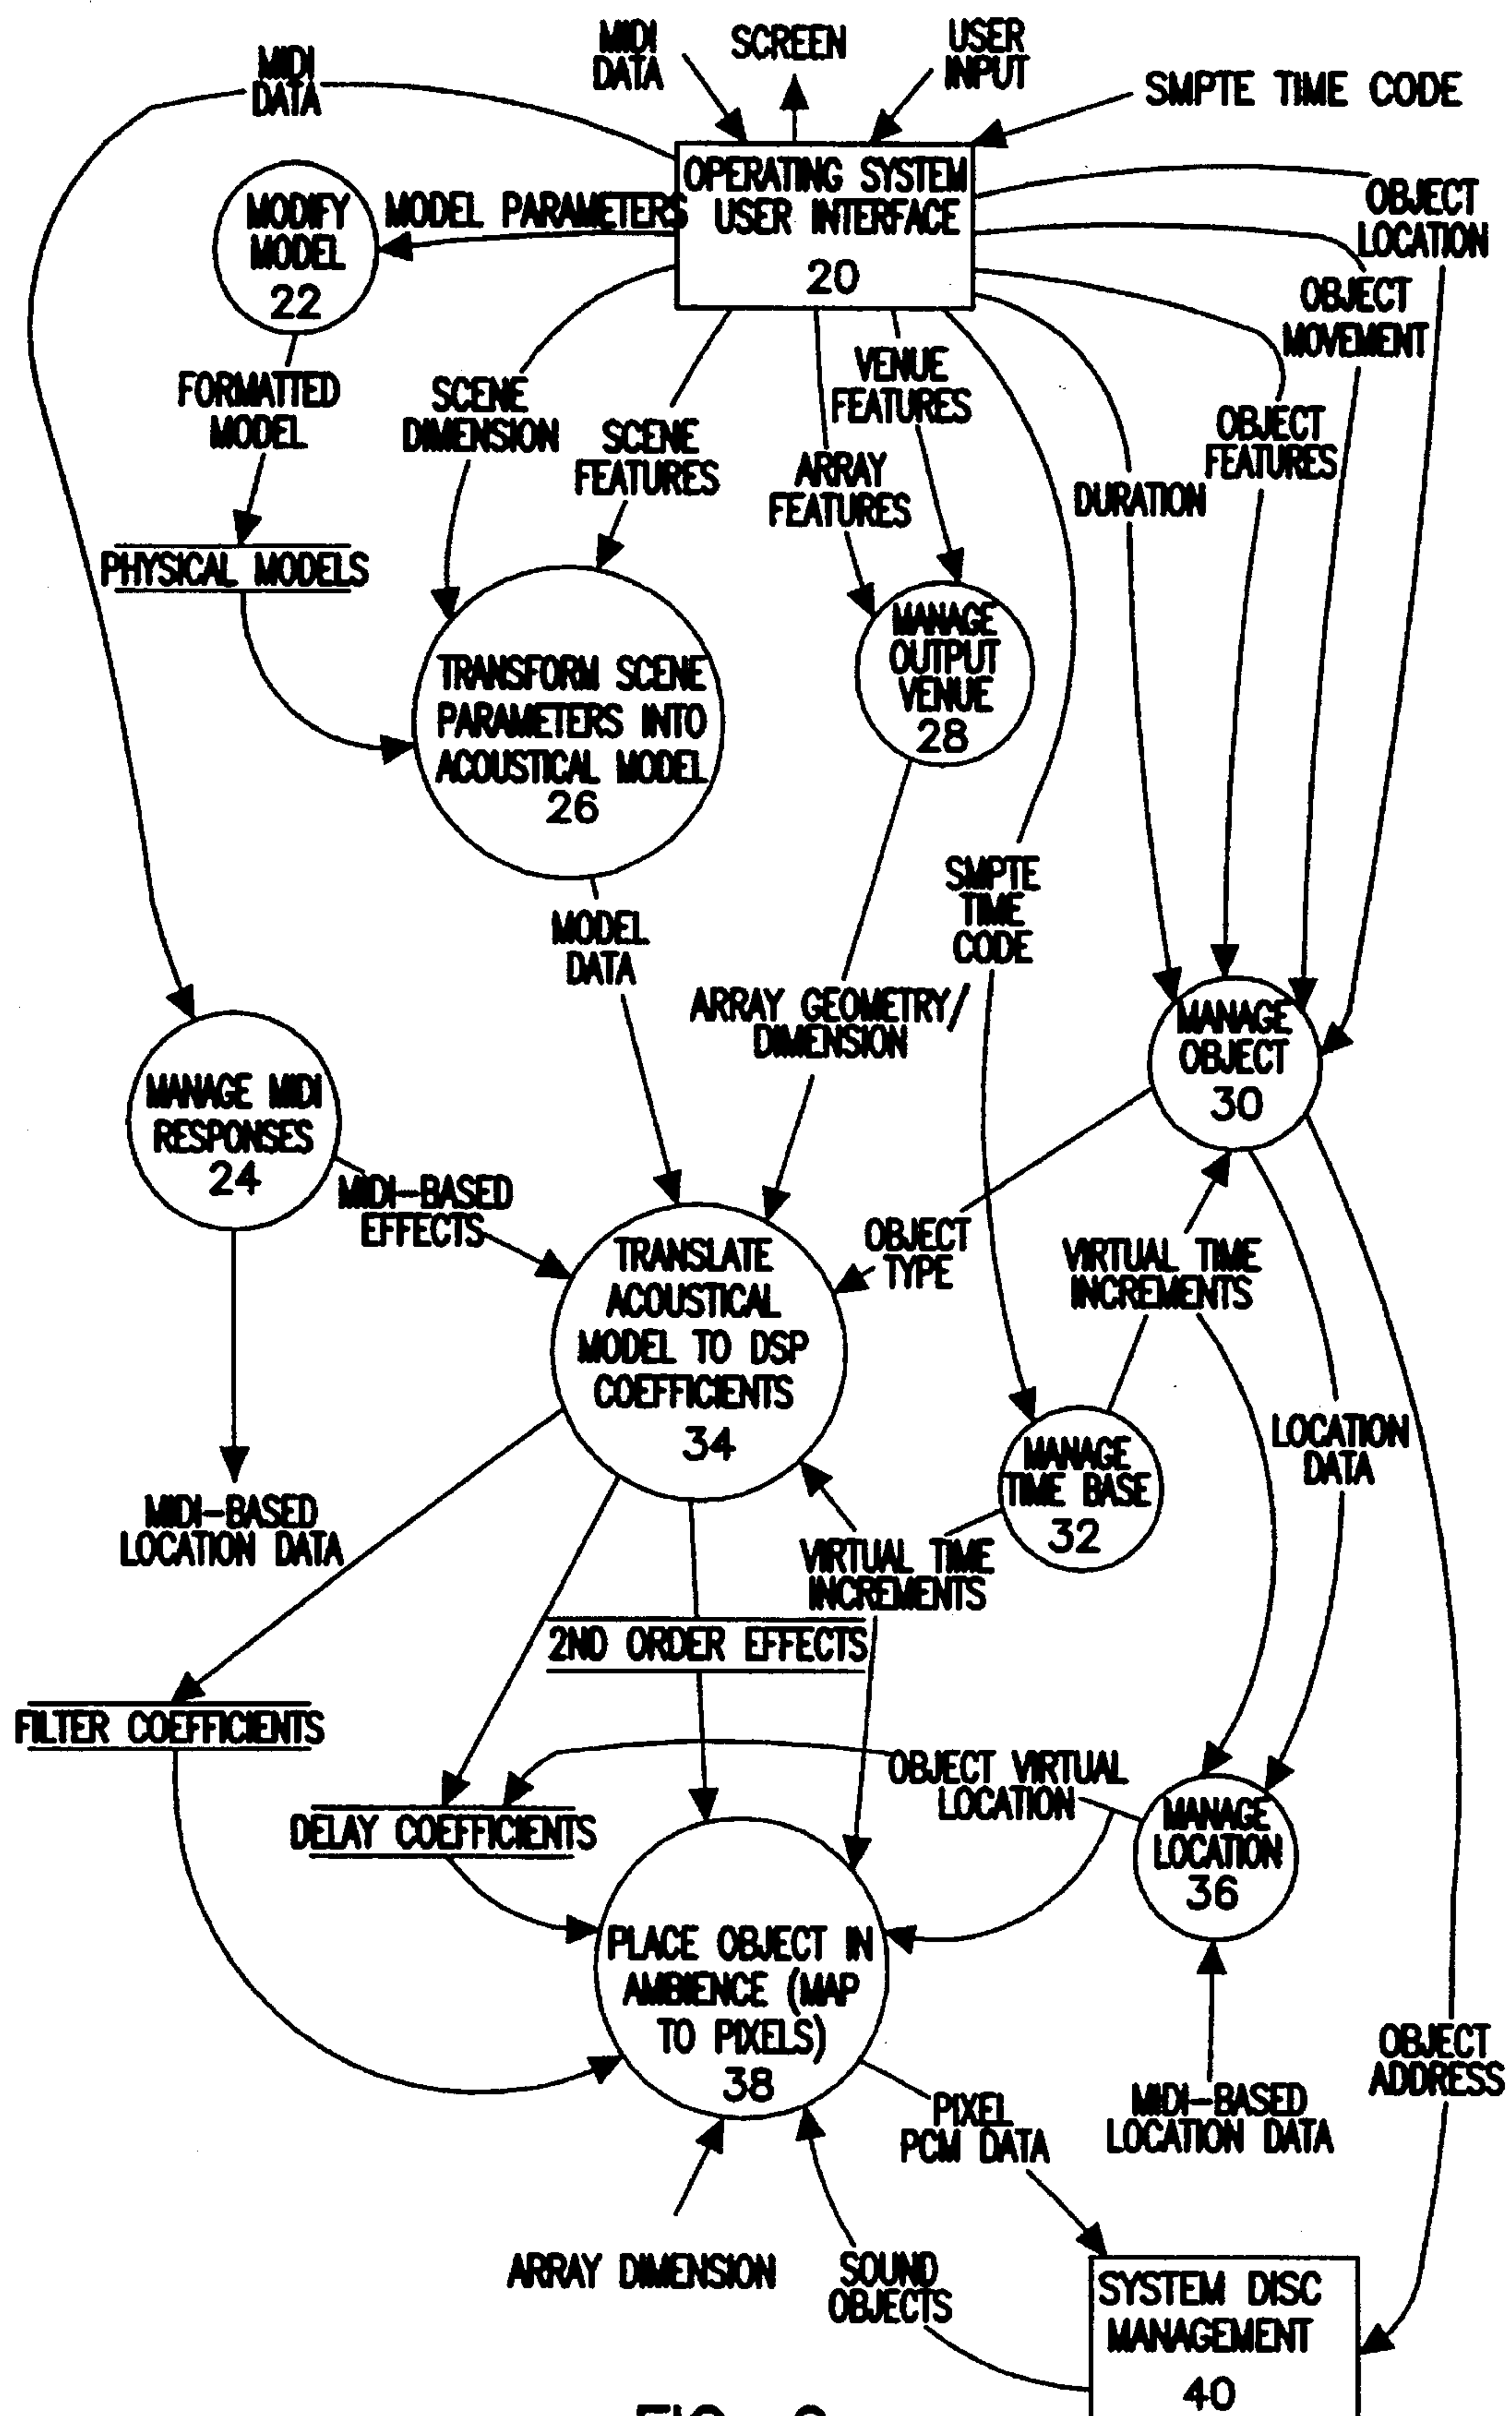 MIDI
DATA
SCREEN
USER
INPUT
SMPTE TIME CODE
MIDI
DATA
OPERATING SYSTEM
USER INTERFACE
20
MODIFY
MODEL
22
MODEL PARAMETERS
OBJECT
LOCATION
OBJECT
MOVEMENT
FORMATTED
MODEL
SCENE
DIMENSION
SCENE
FEATURES
VENUE
FEATURES
ARRAY
FEATURES
DURATION
OBJECT
FEATURES
PHYSICAL MODELS
TRANSFORM SCENE
PARAMETERS INTO
ACOUSTICAL MODEL
26
MANAGE
OUTPUT
VENUE
28
SMPTE
TIME
CODE
MODEL
DATA
ARRAY GEOMETRY/
DIMENSION
MANAGE
OBJECT
30
MANAGE MIDI
RESPONSES
24
MIDI-BASED
EFFECTS
OBJECT
TYPE
VIRTUAL TIME
INCREMENTS
TRANSLATE
ACOUSTICAL
MODEL TO DSP
COEFFICIENTS
34
LOCATION
DATA
MANAGE
TIME BASE
32
MIDI-BASED
LOCATION DATA
VIRTUAL TIME
INCREMENTS
2ND ORDER EFFECTS
FILTER COEFFICIENTS
OBJECT VIRTUAL
LOCATION
DELAY COEFFICIENTS
MANAGE
LOCATION
36
PLACE OBJECT IN
AMBIENCE (MAP
TO PIXELS)
38
OBJECT
ADDRESS
PIXEL
PCM DATA
MIDI-BASED
LOCATION DATA
ARRAY DIMENSION
SOUND
OBJECTS
SYSTEM DISC
MANAGEMENT
40